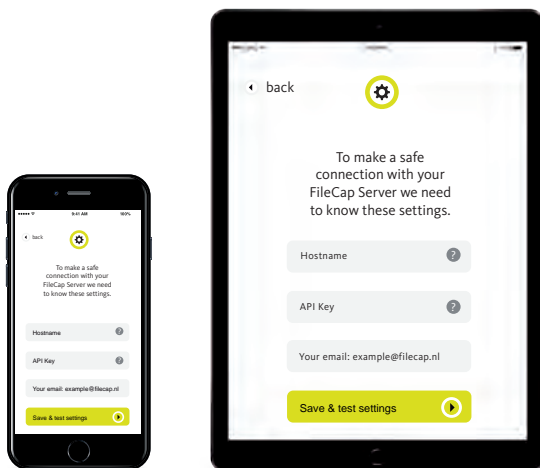 9:41 AM
100%
back
To make a safe
connection with your
FileCap Server we need
to know these settings.
Hostname ?
API Key ?
Your email: example@filecap.nl
Save & test settings
back
To make a safe
connection with your
FileCap Server we need
to know these settings.
Hostname ?
API Key ?
Your email: example@filecap.nl
Save & test settings